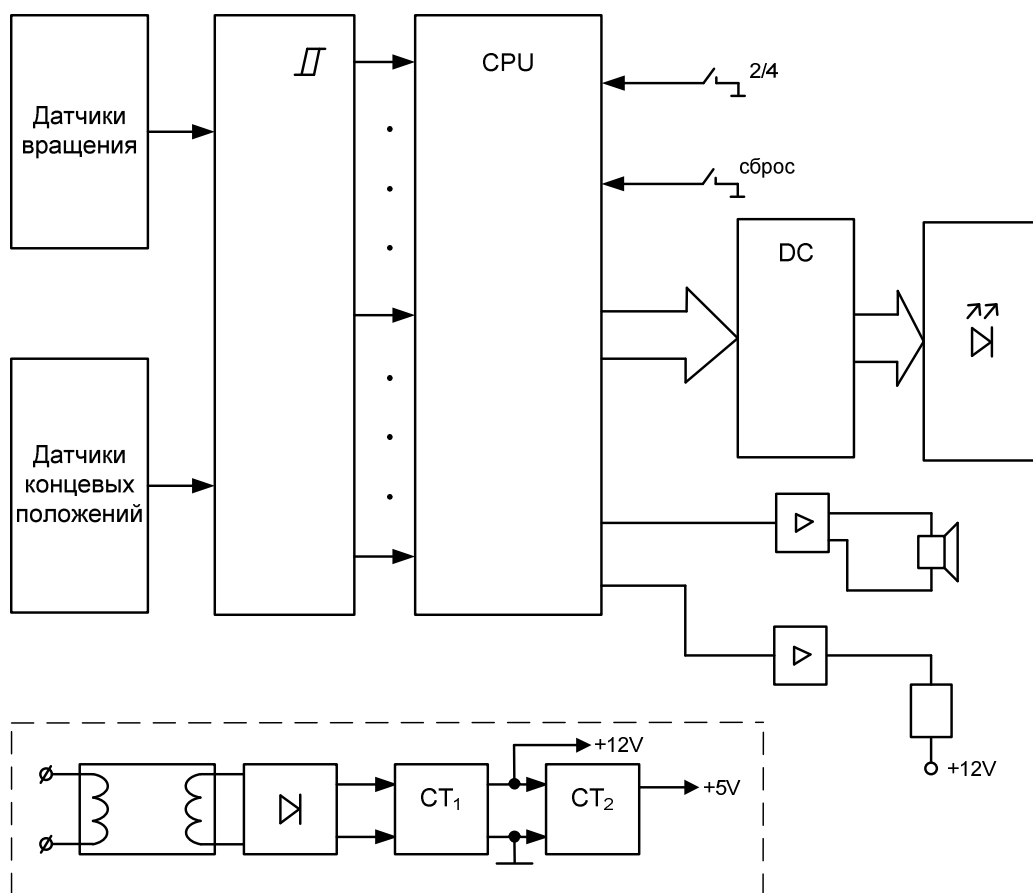 Датчики
вращения
CPU
2/4
сброс
DC
Датчики
концевых
положений
+12V
+12V
CT₁
CT₂
+5V